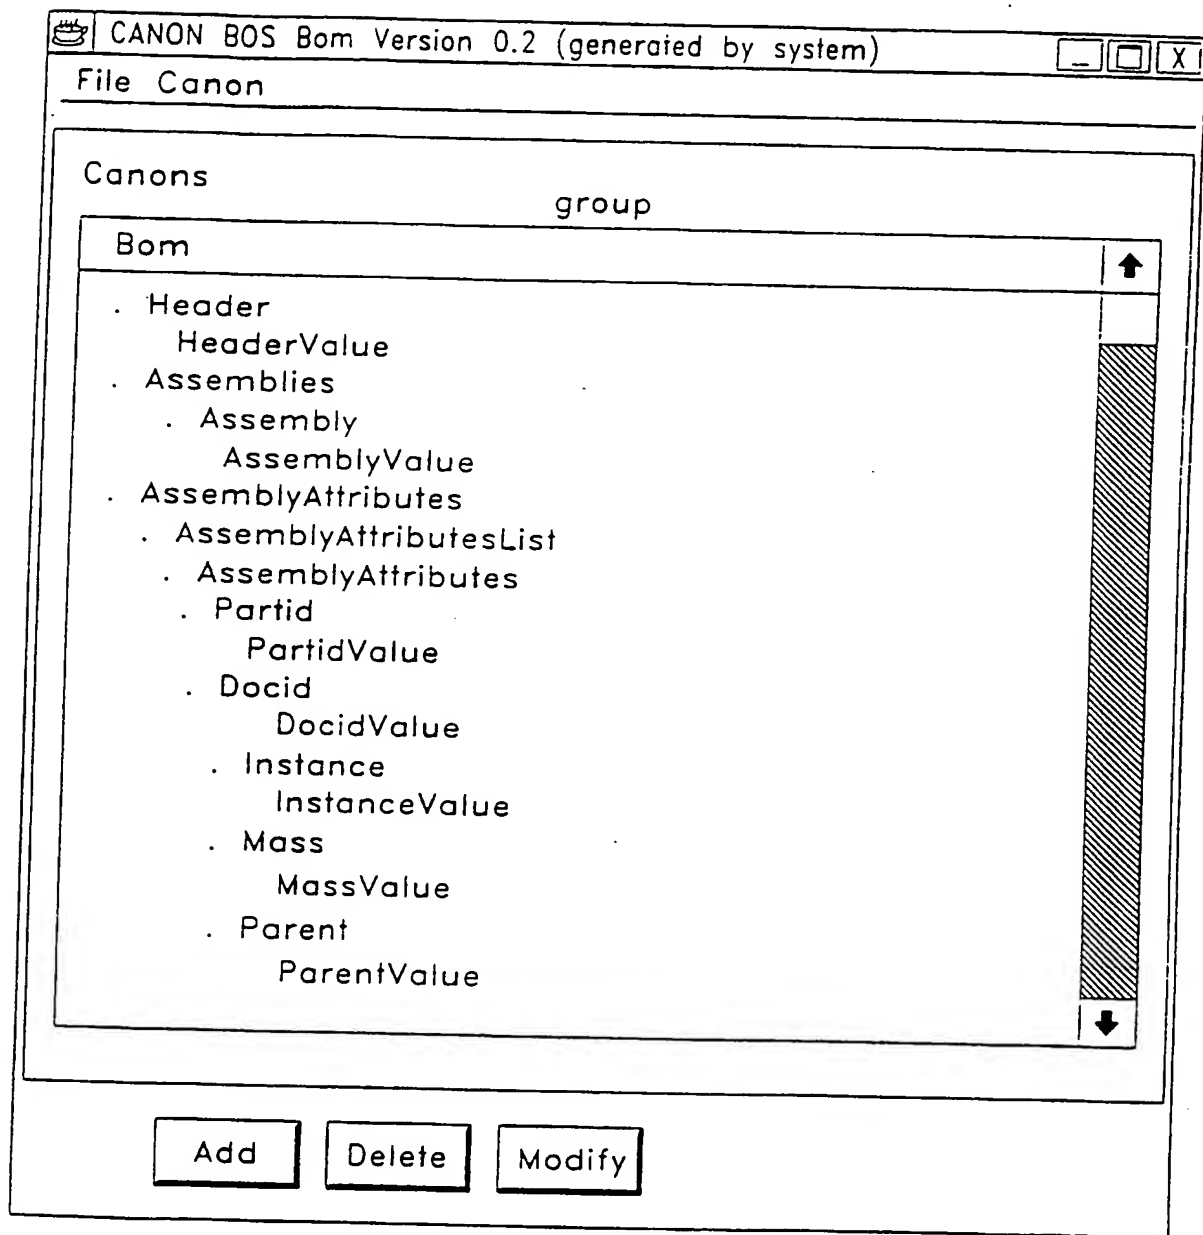 CANON BOS Bom Version 0.2 (generated by system) _ X
File Canon
Canons
group
Bom
. Header
HeaderValue
. Assemblies
. Assembly
AssemblyValue
. AssemblyAttributes
. AssemblyAttributesList
. AssemblyAttributes
. Partid
PartidValue
. Docid
DocidValue
. Instance
InstanceValue
. Mass
MassValue
. Parent
ParentValue
Add Delete Modify